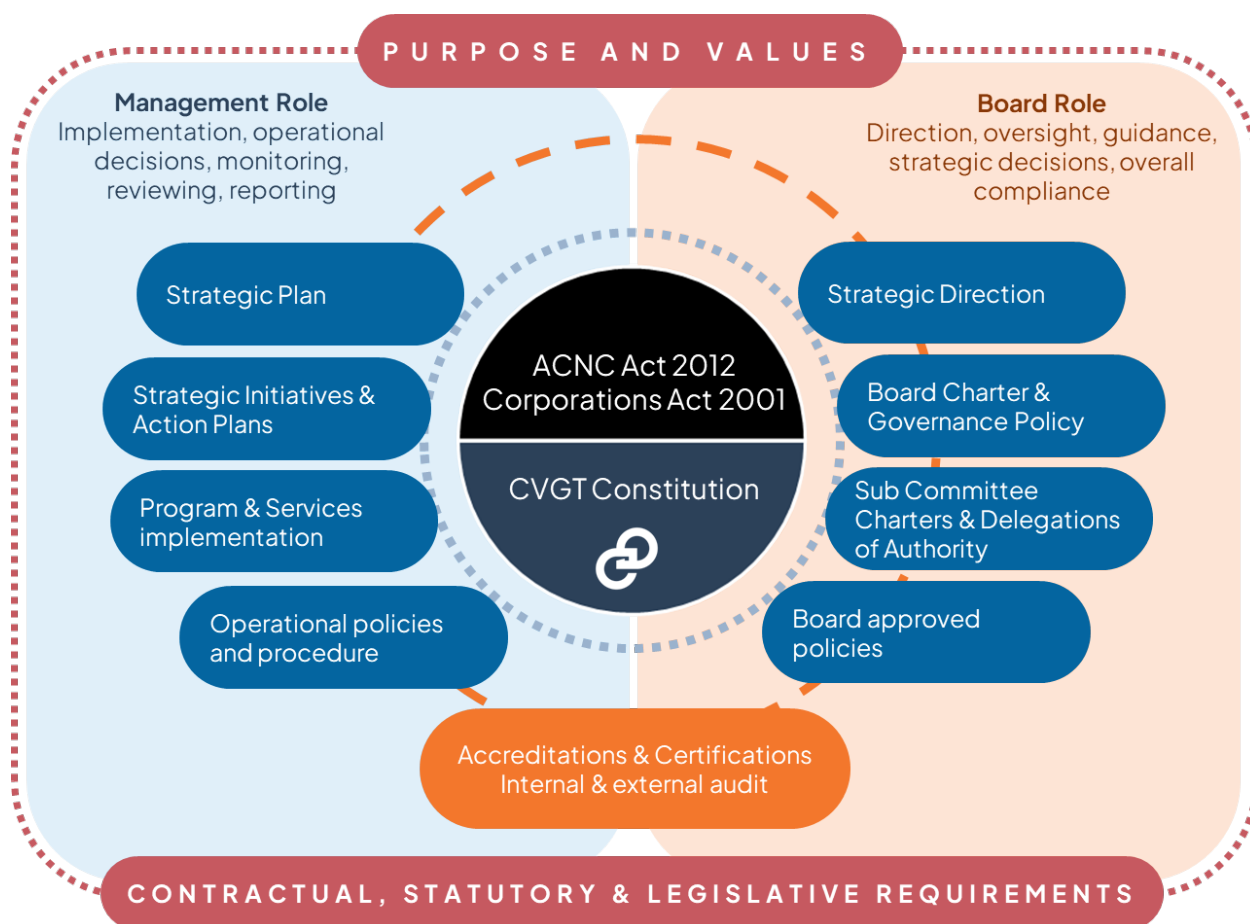 PURPOSE AND VALUES
Management Role
Implementation, operational
decisions, monitoring,
reviewing, reporting
Board Role
Direction, oversight, guidance,
strategic decisions, overall
compliance
Strategic Plan
Strategic Initiatives &
Action Plans
Program & Services
implementation
Operational policies
and procedure
ACNC Act 2012
Corporations Act 2001
CVGT Constitution
Strategic Direction
Board Charter &
Governance Policy
Sub Committee
Charters & Delegations
of Authority
Board approved
policies
Accreditations & Certifications
Internal & external audit
CONTRACTUAL, STATUTORY & LEGISLATIVE REQUIREMENTS